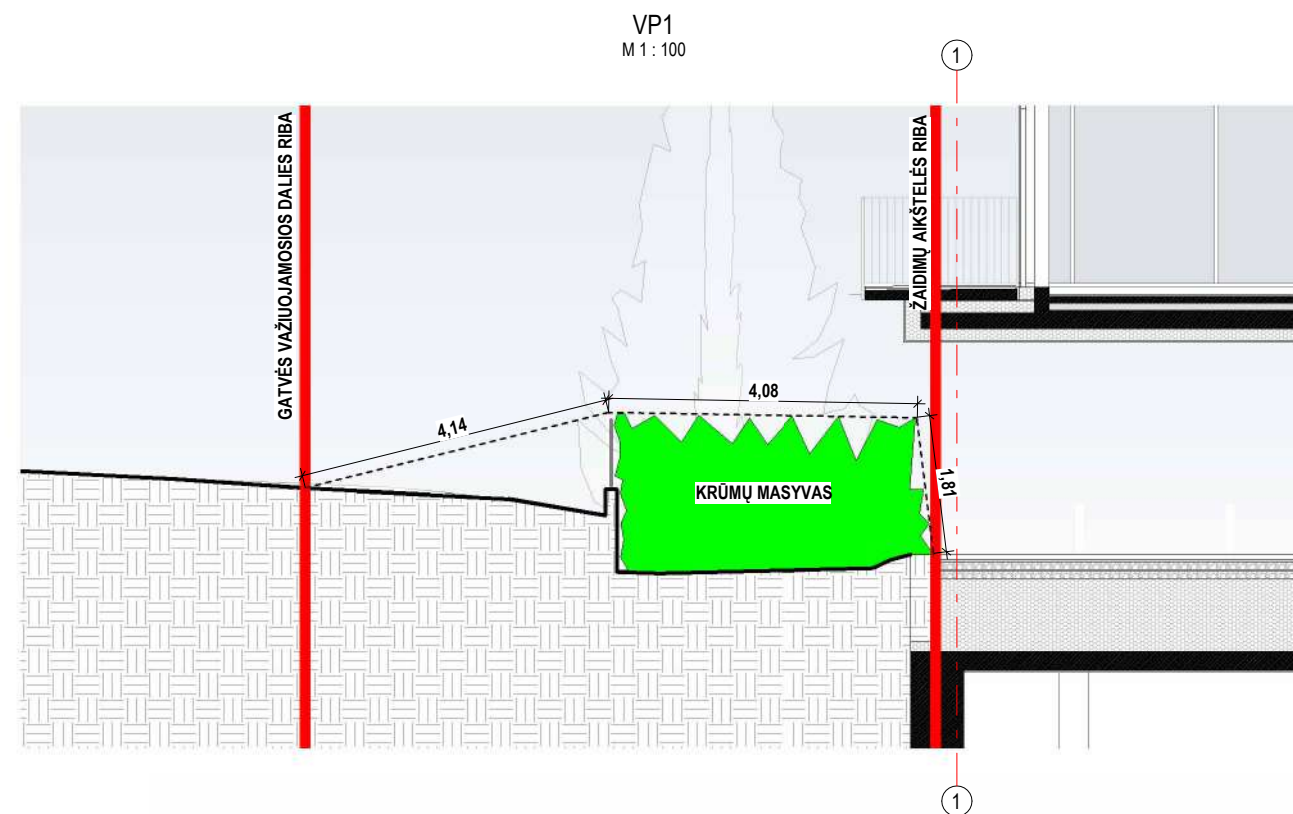 VP1
M 1 : 100
1
GATVĖS VAŽIUOJAMOSIOS DALIES RIBA
ŽAIDIMŲ AIKŠTELĖS RIBA
4,14
4,08
1,81
KRŪMŲ MASYVAS
1